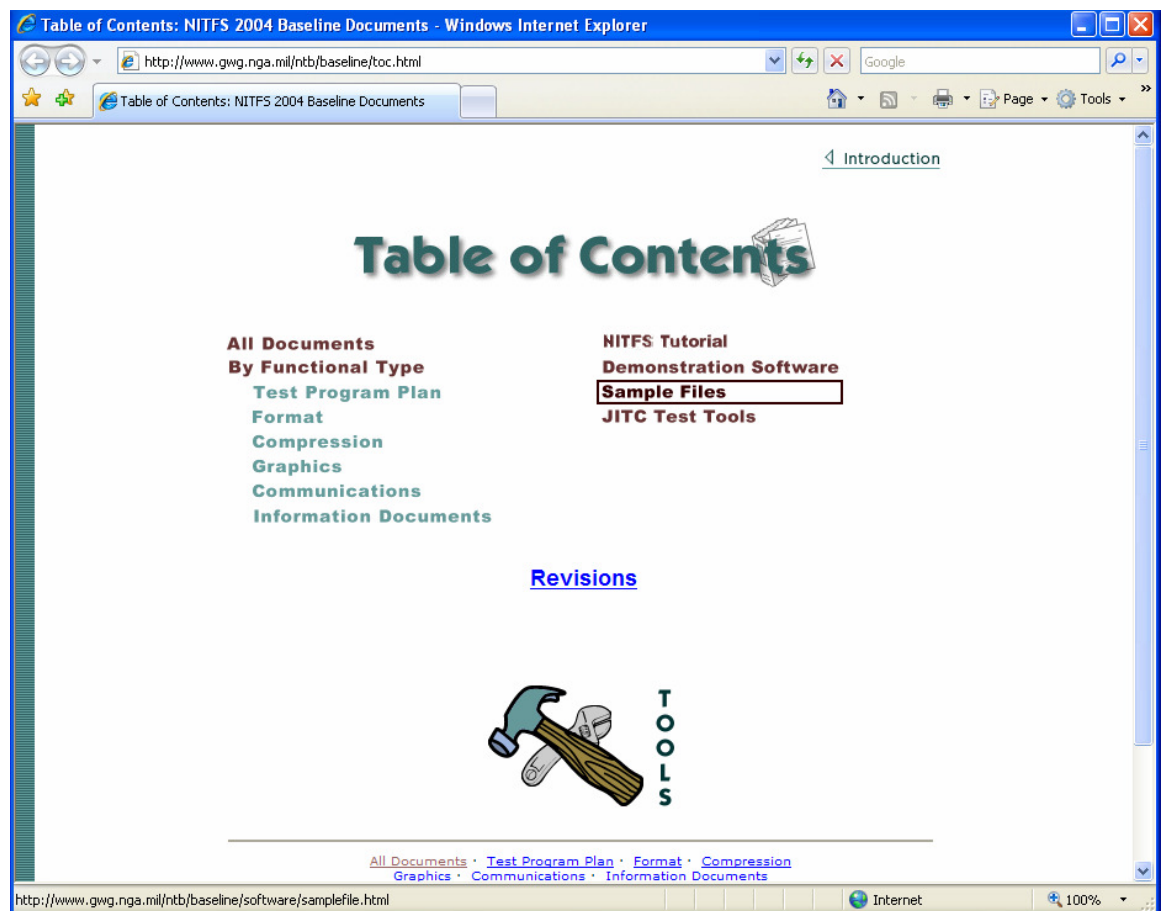 Table of Contents: NITFS 2004 Baseline Documents - Windows Internet Explorer
http://www.gwg.nga.mil/ntb/baseline/toc.html
Google
Table of Contents: NITFS 2004 Baseline Documents
Page
Tools
»
Introduction
Table of Contents
All Documents
By Functional Type
Test Program Plan
Format
Compression
Graphics
Communications
Information Documents
NITFS Tutorial
Demonstration Software
Sample Files
JITC Test Tools
Revisions
TOOLS
All Documents · Test Program Plan · Format · Compression
Graphics · Communications · Information Documents
http://www.gwg.nga.mil/ntb/baseline/software/samplefile.html
Internet
100%